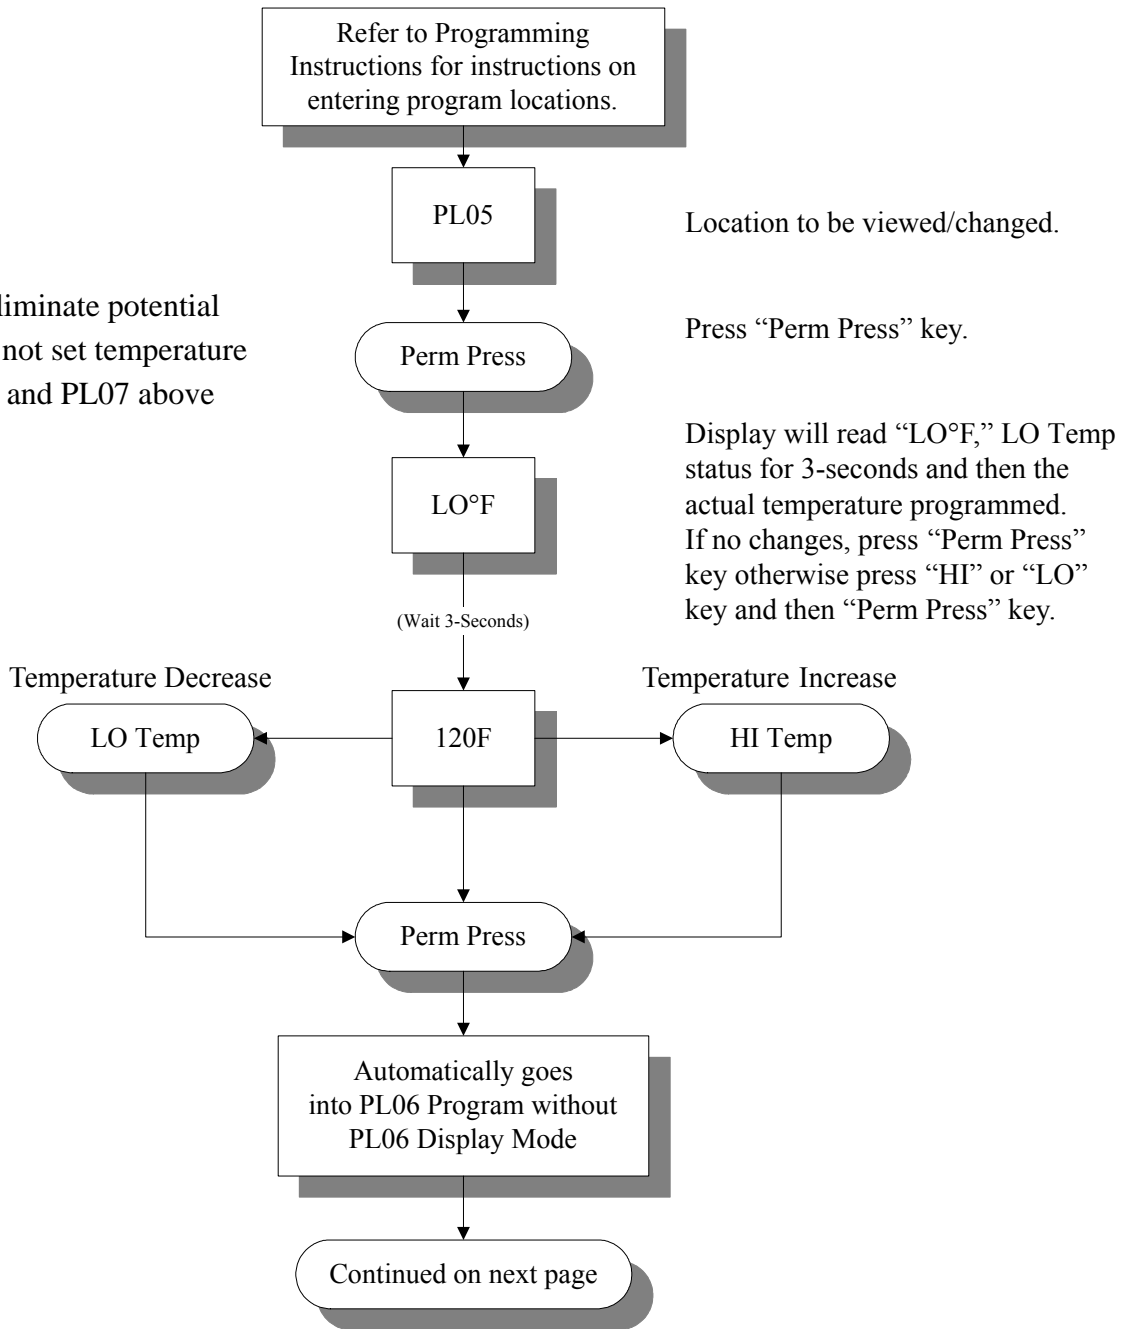 Refer to Programming
Instructions for instructions on
entering program locations.
PL05
Location to be viewed/changed.
liminate potential
not set temperature
and PL07 above
Perm Press
Press “Perm Press” key.
LO°F
Display will read “LO°F,” LO Temp
status for 3-seconds and then the
actual temperature programmed.
If no changes, press “Perm Press”
key otherwise press “HI” or “LO”
key and then “Perm Press” key.
(Wait 3-Seconds)
Temperature Decrease
Temperature Increase
LO Temp
120F
HI Temp
Perm Press
Automatically goes
into PL06 Program without
PL06 Display Mode
Continued on next page